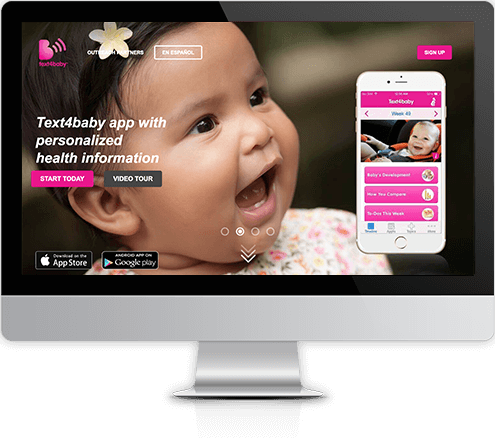 text4baby
OUTREACH PARTNERS
EN ESPAÑOL
SIGN UP
Text4baby app with
personalized
health information
START TODAY
VIDEO TOUR
Download on the
App Store
ANDROID APP ON
Google play
Text4baby
Week 43
Baby's Development
How You Compare
To-Dos This Week